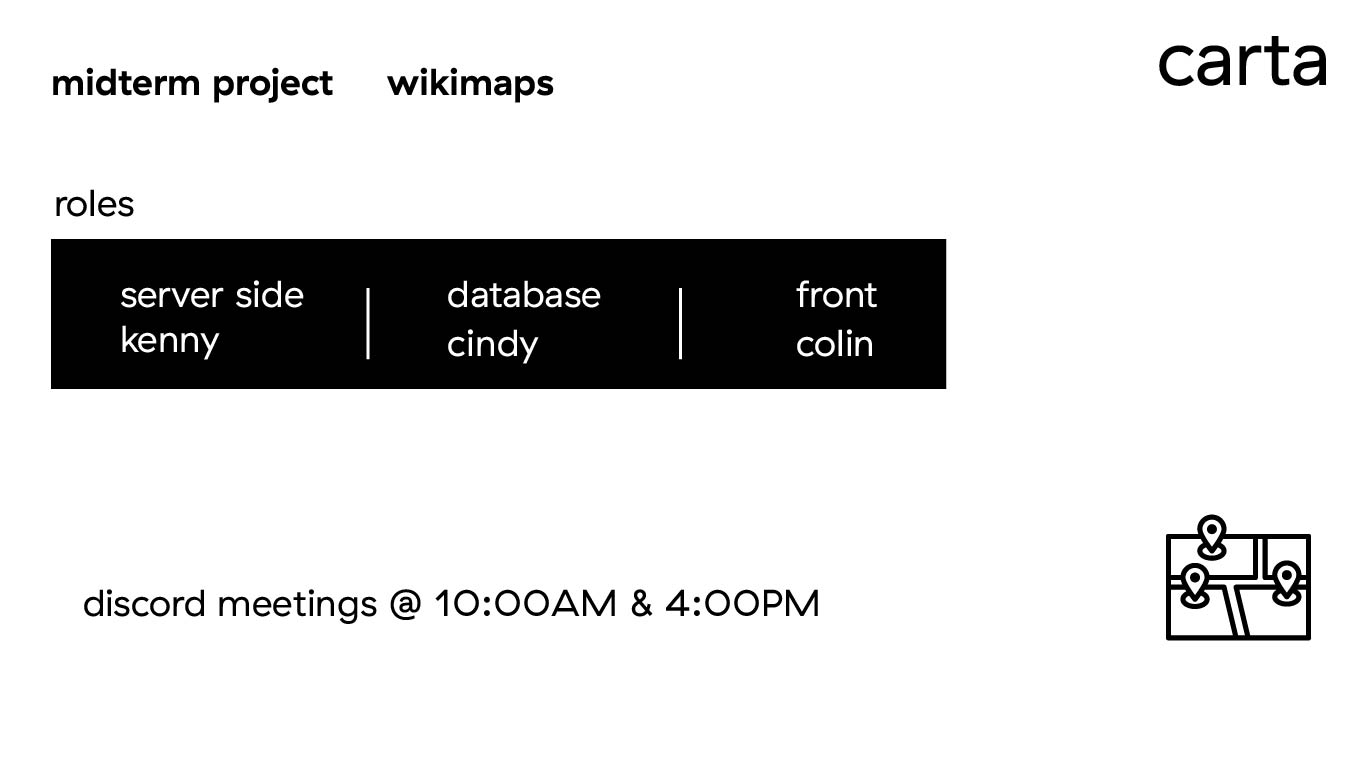 carta
midterm project wikimaps
roles
server side
kenny
database
cindy
front
colin
discord meetings @ 10:00AM & 4:00PM